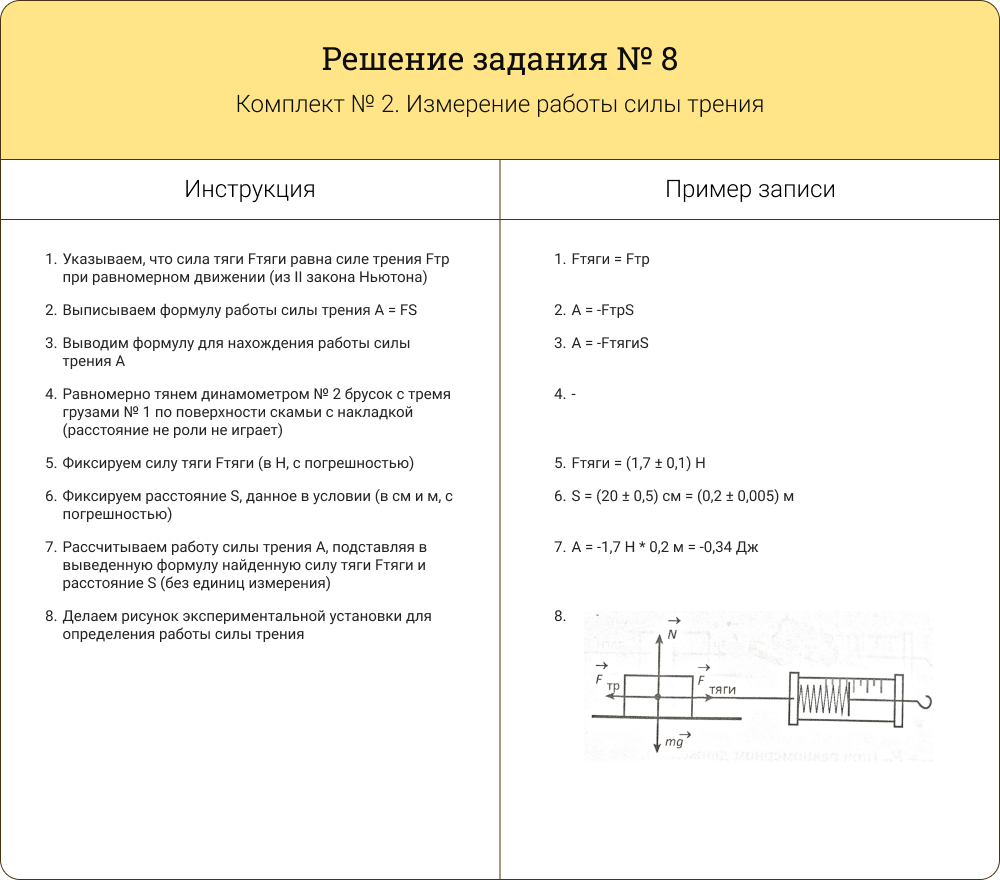 Решение задания № 8
Комплект № 2. Измерение работы силы трения
Инструкция
Пример записи
1. Указываем, что сила тяги Fтяги равна силе трения Fтр
при равномерном движении (из II закона Ньютона)
2. Выписываем формулу работы силы трения A = FS
3. Выводим формулу для нахождения работы силы
трения A
4. Равномерно тянем динамометром № 2 брусок с тремя
грузами № 1 по поверхности скамьи с накладкой
(расстояние не роли не играет)
5. Фиксируем силу тяги Fтяги (в Н, с погрешностью)
6. Фиксируем расстояние S, данное в условии (в см и м, с
погрешностью)
7. Рассчитываем работу силы трения A, подставляя в
выведенную формулу найденную силу тяги Fтяги и
расстояние S (без единиц измерения)
8. Делаем рисунок экспериментальной установки для
определения работы силы трения
1. Fтяги = Fтр
2. A = -FтрS
3. A = -FтягиS
4. -
5. Fтяги = (1,7 ± 0,1) Н
6. S = (20 ± 0,5) см = (0,2 ± 0,005) м
7. A = -1,7 Н * 0,2 м = -0,34 Дж
8.
N
F тр
F тяги
mg